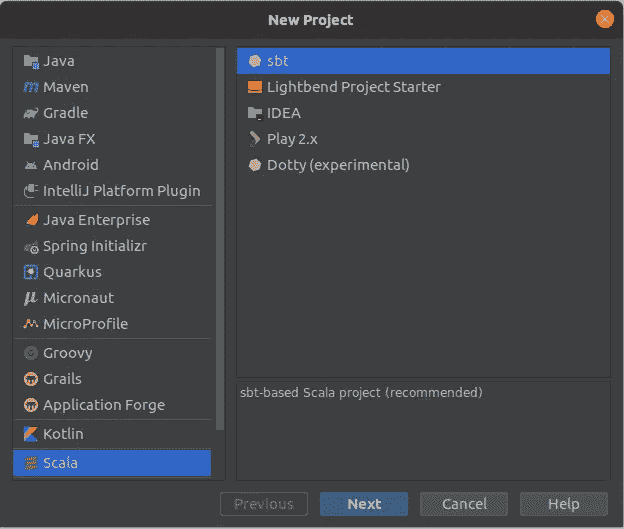 New Project
Java
Maven
Gradle
Java FX
Android
IntelliJ Platform Plugin
Java Enterprise
Spring Initializr
Quarkus
Micronaut
MicroProfile
Groovy
Grails
Application Forge
Kotlin
Scala
sbt
Lightbend Project Starter
IDEA
Play 2.x
Dotty (experimental)
sbt-based Scala project (recommended)
Previous Next Cancel Help